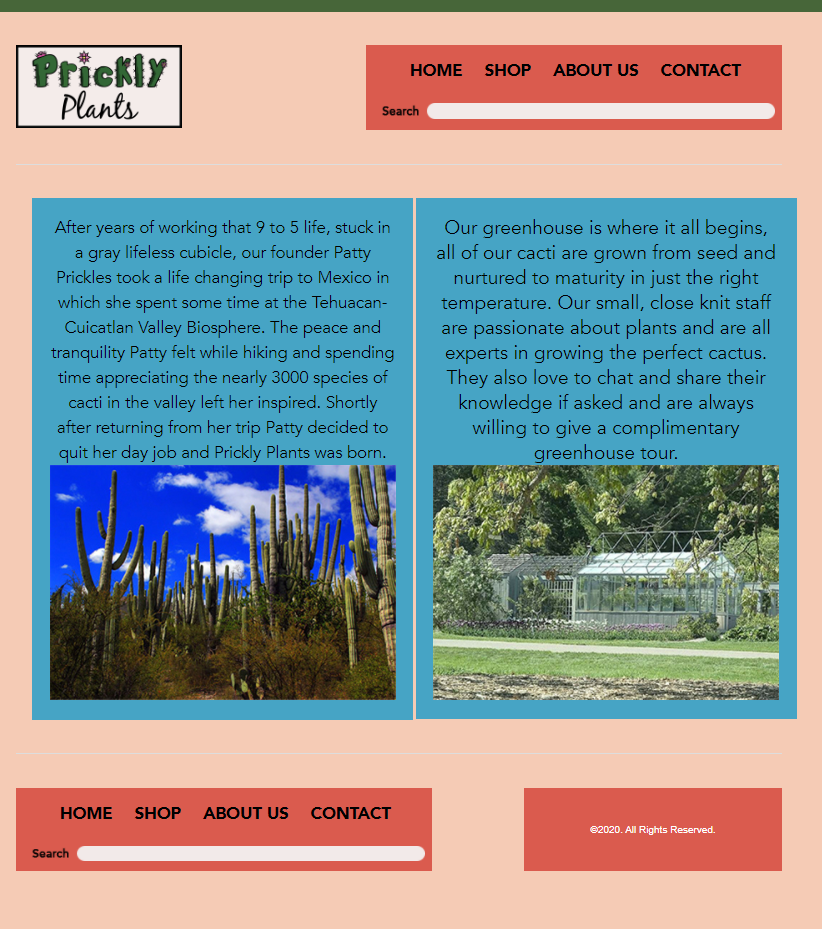 Prickly
Plants
HOME SHOP ABOUT US CONTACT
Search
After years of working that 9 to 5 life, stuck in
a gray lifeless cubicle, our founder Patty
Prickles took a life changing trip to Mexico in
which she spent some time at the Tehuacan-
Cuicatlan Valley Biosphere. The peace and
tranquility Patty felt while hiking and spending
time appreciating the nearly 3000 species of
cacti in the valley left her inspired. Shortly
after returning from her trip Patty decided to
quit her day job and Prickly Plants was born.
Our greenhouse is where it all begins,
all of our cacti are grown from seed and
nurtured to maturity in just the right
temperature. Our small, close knit staff
are passionate about plants and are all
experts in growing the perfect cactus.
They also love to chat and share their
knowledge if asked and are always
willing to give a complimentary
greenhouse tour.
HOME SHOP ABOUT US CONTACT
Search
©2020. All Rights Reserved.